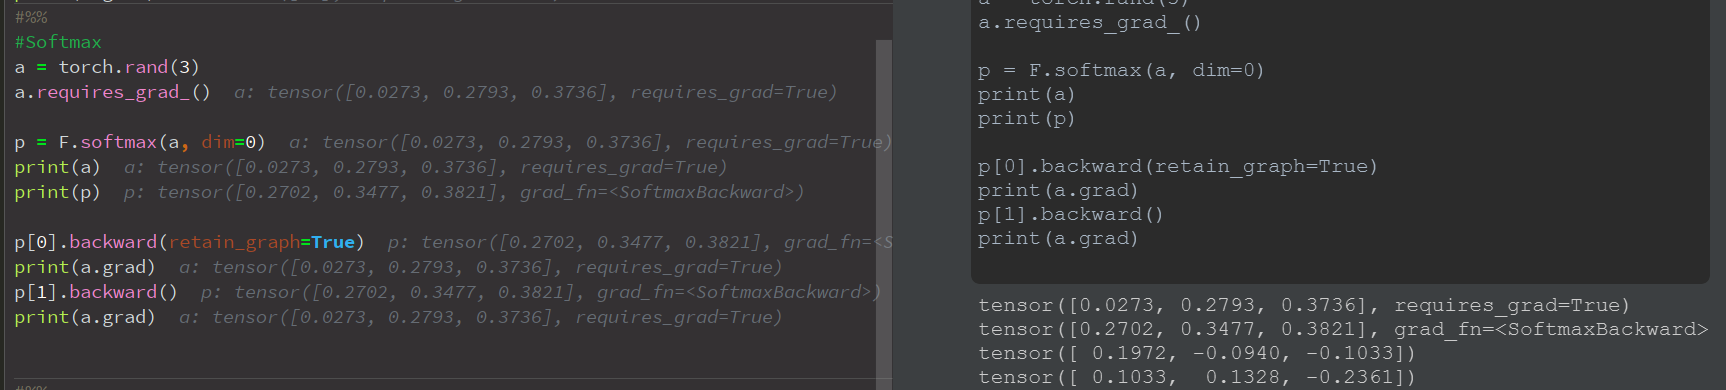 #%%
#Softmax
a = torch.rand(3)
a.requires_grad_()  a: tensor([0.0273, 0.2793, 0.3736], requires_grad=True)
p = F.softmax(a, dim=0)  a: tensor([0.0273, 0.2793, 0.3736], requires_grad=True)
print(a)  a: tensor([0.0273, 0.2793, 0.3736], requires_grad=True)
print(p)  p: tensor([0.2702, 0.3477, 0.3821], grad_fn=<SoftmaxBackward>)
p[0].backward(retain_graph=True)  p: tensor([0.2702, 0.3477, 0.3821], grad_fn=<S
print(a.grad)  a: tensor([0.0273, 0.2793, 0.3736], requires_grad=True)
p[1].backward()  p: tensor([0.2702, 0.3477, 0.3821], grad_fn=<SoftmaxBackward>)
print(a.grad)  a: tensor([0.0273, 0.2793, 0.3736], requires_grad=True)
a.requires_grad_()
p = F.softmax(a, dim=0)
print(a)
print(p)
p[0].backward(retain_graph=True)
print(a.grad)
p[1].backward()
print(a.grad)
tensor([0.0273, 0.2793, 0.3736], requires_grad=True)
tensor([0.2702, 0.3477, 0.3821], grad_fn=<SoftmaxBackward>
tensor([ 0.1972, -0.0940, -0.1033])
tensor([ 0.1033,  0.1328, -0.2361])